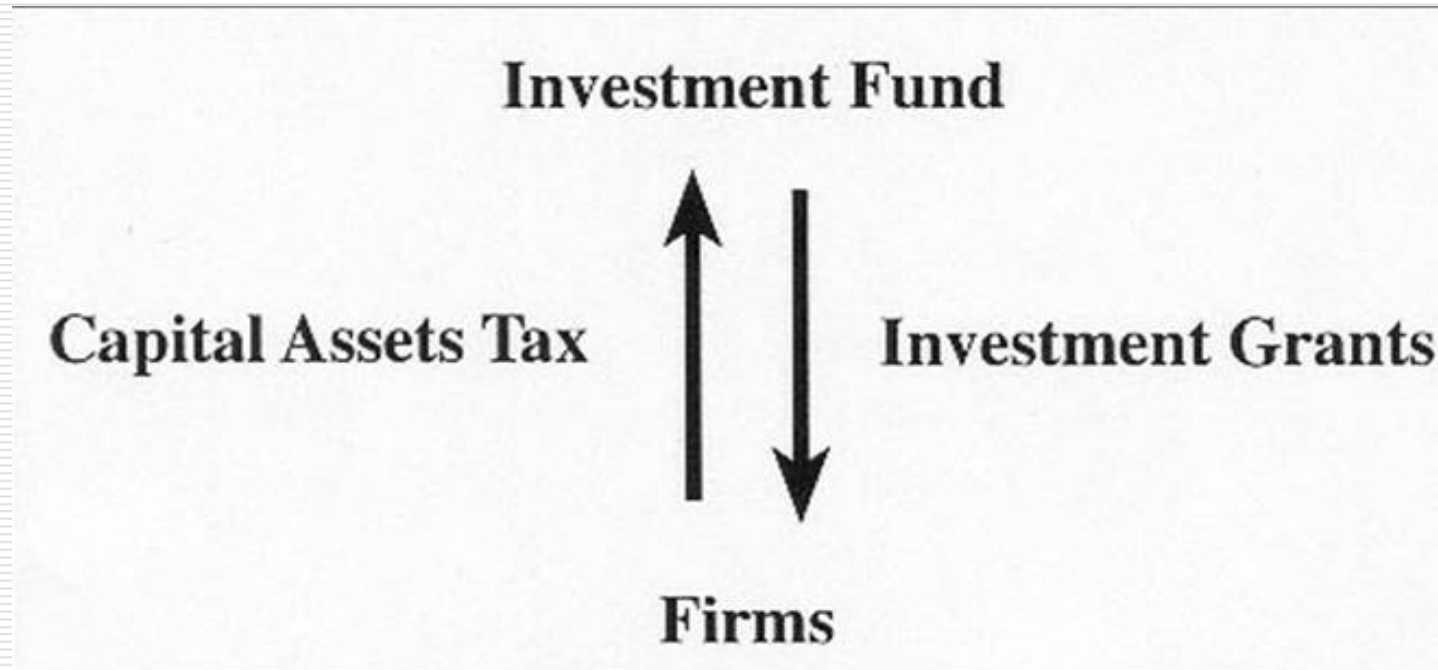 Investment Fund
Capital Assets Tax
Investment Grants
Firms